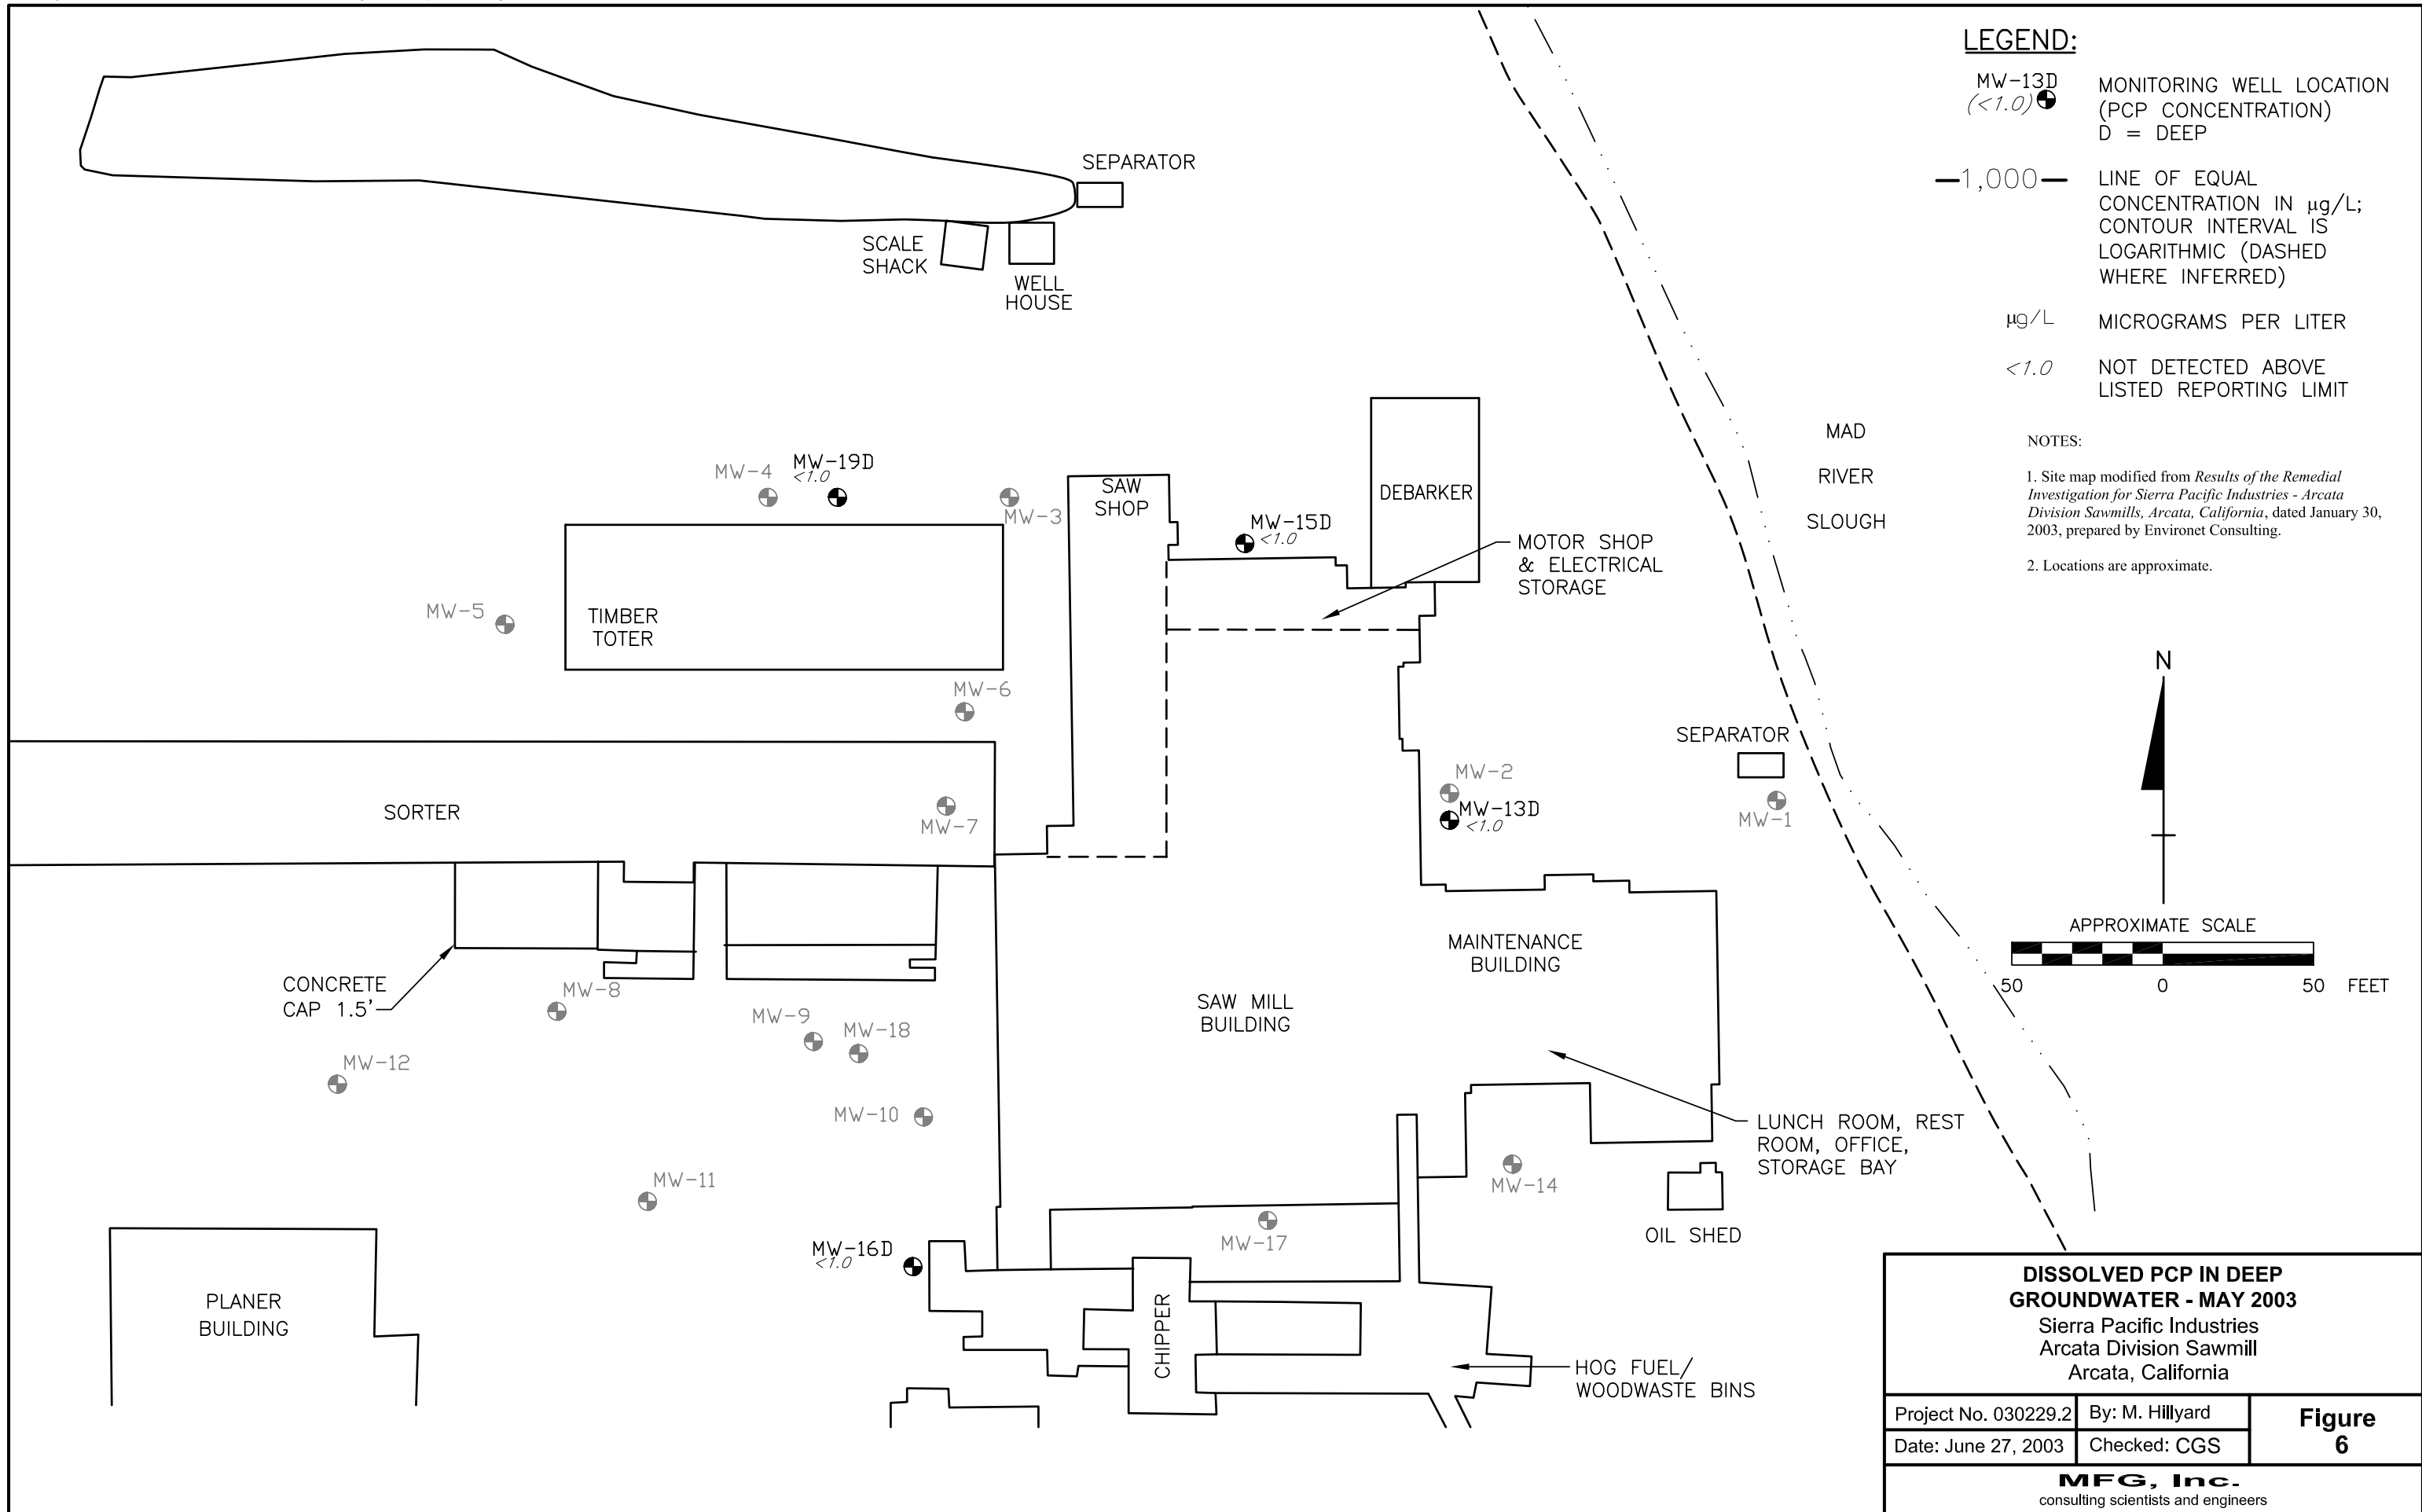 SEPARATOR
SCALE
SHACK
WELL
HOUSE
LEGEND:
MW-13D
(<1.0)
MONITORING WELL LOCATION
(PCP CONCENTRATION)
D = DEEP
1,000
LINE OF EQUAL
CONCENTRATION IN µg/L;
CONTOUR INTERVAL IS
LOGARITHMIC (DASHED
WHERE INFERRED)
µg/L
MICROGRAMS PER LITER
<1.0
NOT DETECTED ABOVE
LISTED REPORTING LIMIT
NOTES:
1. Site map modified from Results of the Remedial
Investigation for Sierra Pacific Industries - Arcata
Division Sawmills, Arcata, California, dated January 30,
2003, prepared by Environet Consulting.
2. Locations are approximate.
MAD
RIVER
SLOUGH
MW-4
MW-19D
<1.0
MW-3
SAW
SHOP
DEBARKER
MW-15D
<1.0
MOTOR SHOP
& ELECTRICAL
STORAGE
MW-5
TIMBER
TOTER
MW-6
SEPARATOR
MW-1
MW-2
MW-13D
<1.0
SORTER
MW-7
N
APPROXIMATE SCALE
50 0 50 FEET
CONCRETE
CAP 1.5'
MW-8
MW-9
MW-18
MW-12
MW-10
MW-11
SAW MILL
BUILDING
MAINTENANCE
BUILDING
LUNCH ROOM, REST
ROOM, OFFICE,
STORAGE BAY
MW-14
OIL SHED
MW-17
MW-16D
<1.0
PLANER
BUILDING
CHIPPER
HOG FUEL/
WOODWASTE BINS
DISSOLVED PCP IN DEEP
GROUNDWATER - MAY 2003
Sierra Pacific Industries
Arcata Division Sawmill
Arcata, California
Project No. 030229.2
By: M. Hillyard
Date: June 27, 2003
Checked: CGS
Figure
6
MFG, Inc.
consulting scientists and engineers